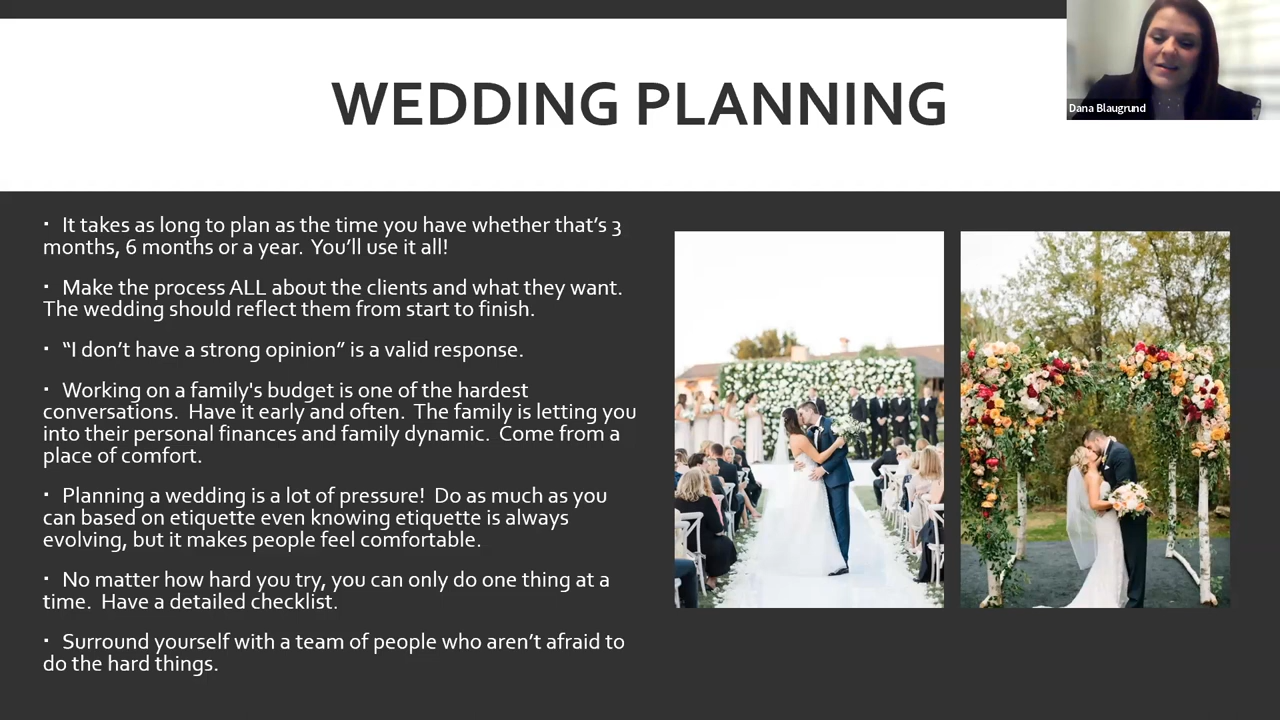 WEDDING PLANNING
Dana Blaugrund
· It takes as long to plan as the time you have whether that’s 3
months, 6 months or a year. You’ll use it all!
· Make the process ALL about the clients and what they want.
The wedding should reflect them from start to finish.
· “I don’t have a strong opinion” is a valid response.
· Working on a family's budget is one of the hardest
conversations. Have it early and often. The family is letting you
into their personal finances and family dynamic. Come from a
place of comfort.
· Planning a wedding is a lot of pressure! Do as much as you
can based on etiquette even knowing etiquette is always
evolving, but it makes people feel comfortable.
· No matter how hard you try, you can only do one thing at a
time. Have a detailed checklist.
· Surround yourself with a team of people who aren’t afraid to
do the hard things.